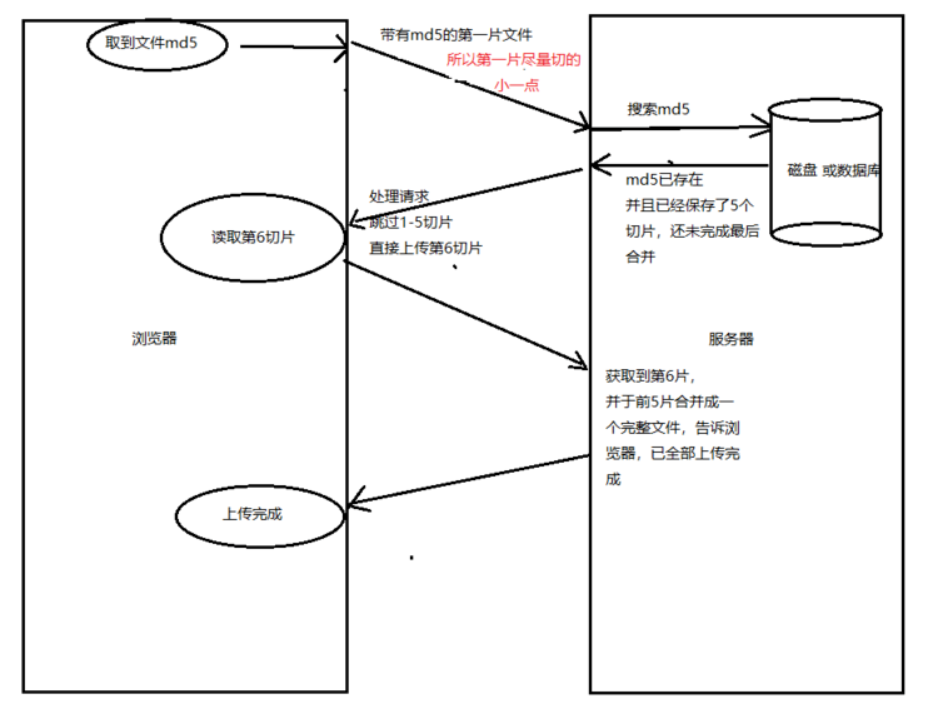 取到文件md5
带有md5的第一片文件
所以第一片尽量切的
小一点
搜索md5
磁盘 或数据库
md5已存在
并且已经保存了5个
切片，还未完成最后
合并
处理请求
跳过1-5切片
直接上传第6切片
读取第6切片
浏览器
服务器
获取到第6片，
并于前5片合并成一
个完整文件，告诉浏
览器，已全部上传完
成
上传完成